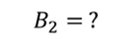 B₂ = ?